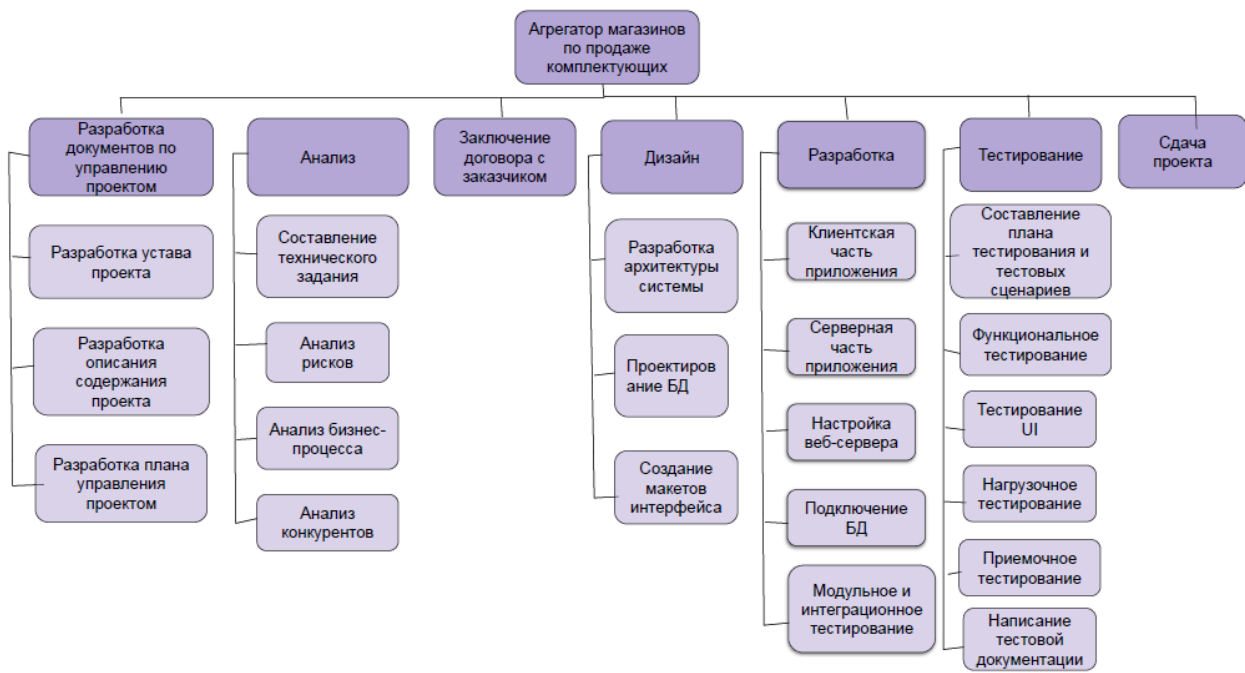 Агрегатор магазинов
по продаже
комплектующих
Разработка
документов по
управлению
проектом
Разработка устава
проекта
Разработка
описания
содержания
проекта
Разработка плана
управления
проектом
Анализ
Составление
технического
задания
Анализ
рисков
Анализ бизнес-
процесса
Анализ
конкурентов
Заключение
договора с
заказчиком
Дизайн
Разработка
архитектуры
системы
Проектиров
ание БД
Создание
макетов
интерфейса
Разработка
Клиентская
часть
приложения
Серверная
часть
приложения
Настройка
веб-сервера
Подключение
БД
Модульное и
интеграционное
тестирование
Тестирование
Составление
плана
тестирования и
тестовых
сценариев
Функциональное
тестирование
Тестирование
UI
Нагрузочное
тестирование
Приемочное
тестирование
Написание
тестовой
документации
Сдача
проекта